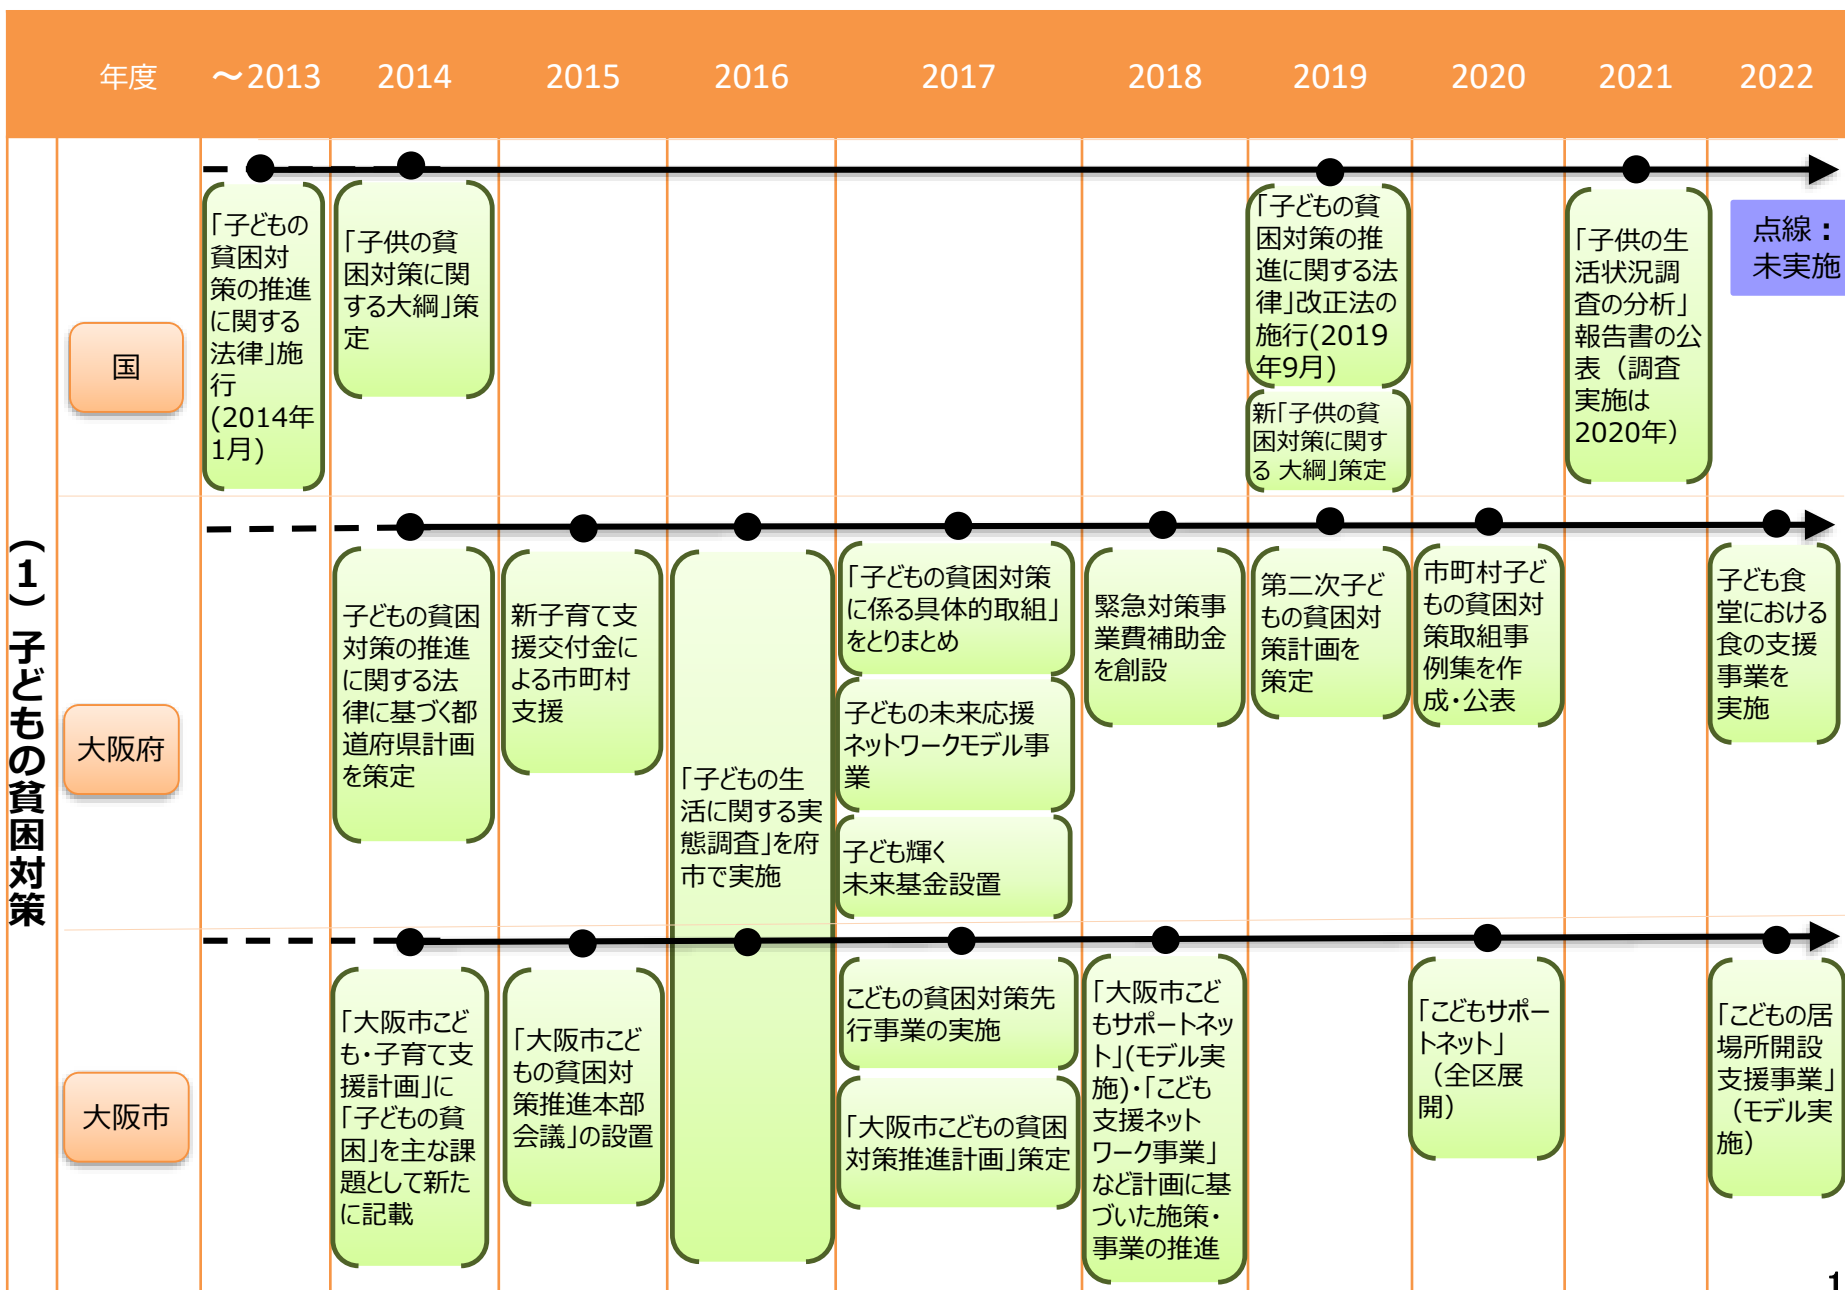 年度
～2013
2014
2015
2016
2017
2018
2019
2020
2021
2022
（1）子どもの貧困対策
国
「子どもの
貧困対
策の推進
に関する
法律」施
行
(2014年
1月)
「子供の貧
困対策に関
する大綱」策
定
「子どもの貧
困対策の推
進に関する法
律」改正法の
施行(2019
年9月)
新「子供の貧
困対策に関す
る 大綱」策定
「子供の生
活状況調
査の分析」
報告書の公
表（調査
実施は
2020年）
点線：
未実施
大阪府
子どもの貧困
対策の推進
に関する法
律に基づく都
道府県計画
を策定
新子育て支
援交付金に
よる市町村
支援
「子どもの生
活に関する実
態調査」を府
市で実施
「子どもの貧困対策
に係る具体的取組」
をとりまとめ
子どもの未来応援
ネットワークモデル事
業
子ども輝く
未来基金設置
緊急対策事
業費補助金
を創設
第二次子ど
もの貧困対
策計画を
策定
市町村子ど
もの貧困対
策取組事
例集を作
成・公表
子ども食
堂における
食の支援
事業を
実施
大阪市
「大阪市こど
も・子育て支
援計画」に
「子どもの貧
困」を主な課
題として新た
に記載
「大阪市こど
もの貧困対
策推進本部
会議」の設置
こどもの貧困対策先
行事業の実施
「大阪市こどもの貧困
対策推進計画」策定
「大阪市こど
もサポートネッ
ト」(モデル実
施)・「こども
支援ネット
ワーク事業」
など計画に基
づいた施策・
事業の推進
「こどもサポー
トネット」
（全区展
開）
「こどもの居
場所開設
支援事業」
（モデル実
施）
1